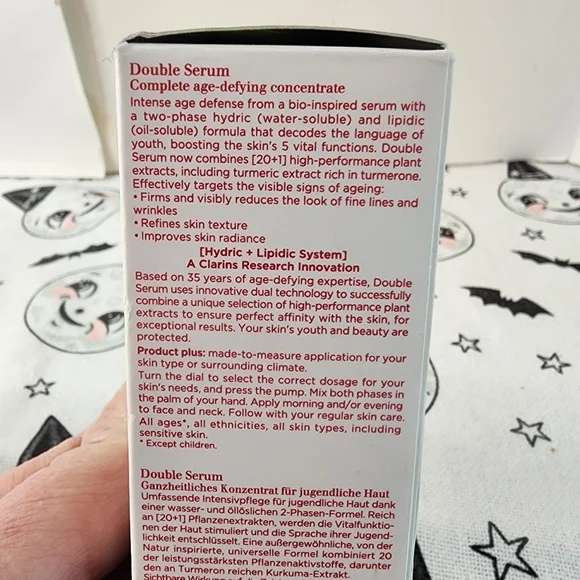 Double Serum
Complete age-defying concentrate
Intense age defense from a bio-inspired serum with
a two-phase hydric (water-soluble) and lipidic
(oil-soluble) formula that decodes the language of
youth, boosting the skin's 5 vital functions. Double
Serum now combines [20+1] high-performance plant
extracts, including turmeric extract rich in turmerone.
Effectively targets the visible signs of ageing:
• Firms and visibly reduces the look of fine lines and
wrinkles
• Refines skin texture
• Improves skin radiance
[Hydric + Lipidic System]
A Clarins Research Innovation
Based on 35 years of age-defying expertise, Double
Serum uses innovative dual technology to successfully
combine a unique selection of high-performance plant
extracts to ensure perfect affinity with the skin, for
exceptional results. Your skin's youth and beauty are
protected.
Product plus: made-to-measure application for your
skin type or surrounding climate.
Turn the dial to select the correct dosage for your
skin's needs, and press the pump. Mix both phases in
the palm of your hand. Apply morning and/or evening
to face and neck. Follow with your regular skin care.
All ages*, all ethnicities, all skin types, including
sensitive skin.
* Except children.
Double Serum
Ganzheitliches Konzentrat für jugendliche Haut
Umfassende Intensivpflege für jugendliche Haut dank
einer wasser- und öllöslichen 2-Phasen-Formel. Reich
an [20+1] Pflanzenextrakten, werden die Vitalfunktio-
nen der Haut stimuliert und die Sprache ihrer Jugend-
lichkeit entschlüsselt. Eine außergewöhnliche, von der
Natur inspirierte, universelle Formel kombiniert 20
der leistungsstärksten Pflanzenaktivstoffe, darunter
den an Turmeron reichen Kurkuma-Extrakt.
Sichtbare Wirkung auf die